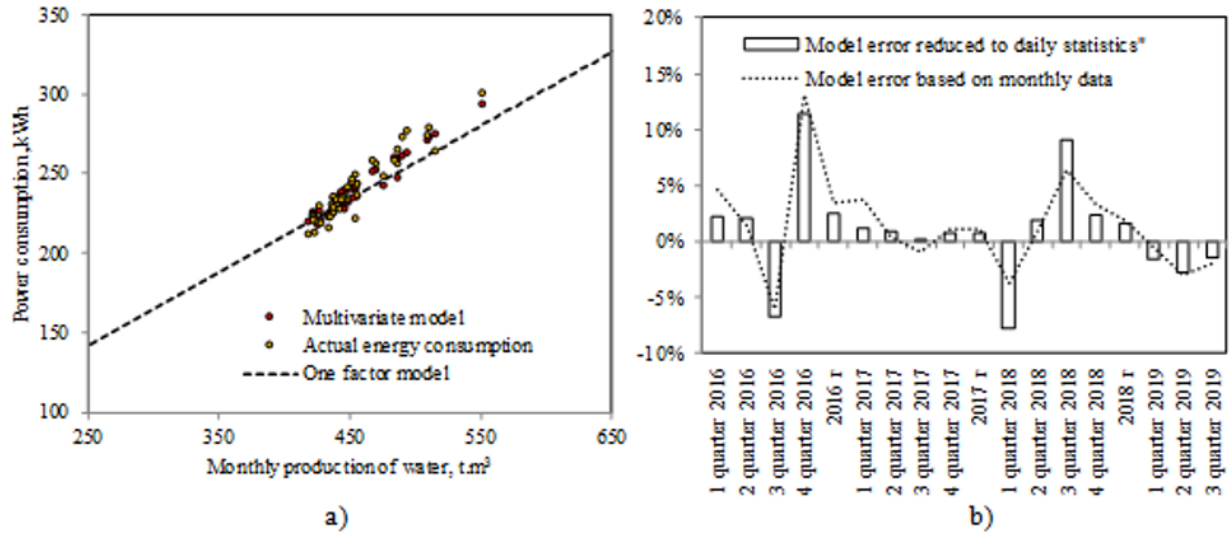 350
300
250
200
150
100
Power consumption, kWh
Multivariate model
Actual energy consumption
One factor model
250
350
450
550
650
Monthly production of water, t.m³
a)
20%
15%
10%
5%
0%
-5%
-10%
Model error reduced to daily statistics*
Model error based on monthly data
1 quarter 2016
2 quarter 2016
3 quarter 2016
4 quarter 2016
2016 r
1 quarter 2017
2 quarter 2017
3 quarter 2017
4 quarter 2017
2017 r
1 quarter 2018
2 quarter 2018
3 quarter 2018
4 quarter 2018
2018 r
1 quarter 2019
2 quarter 2019
3 quarter 2019
b)